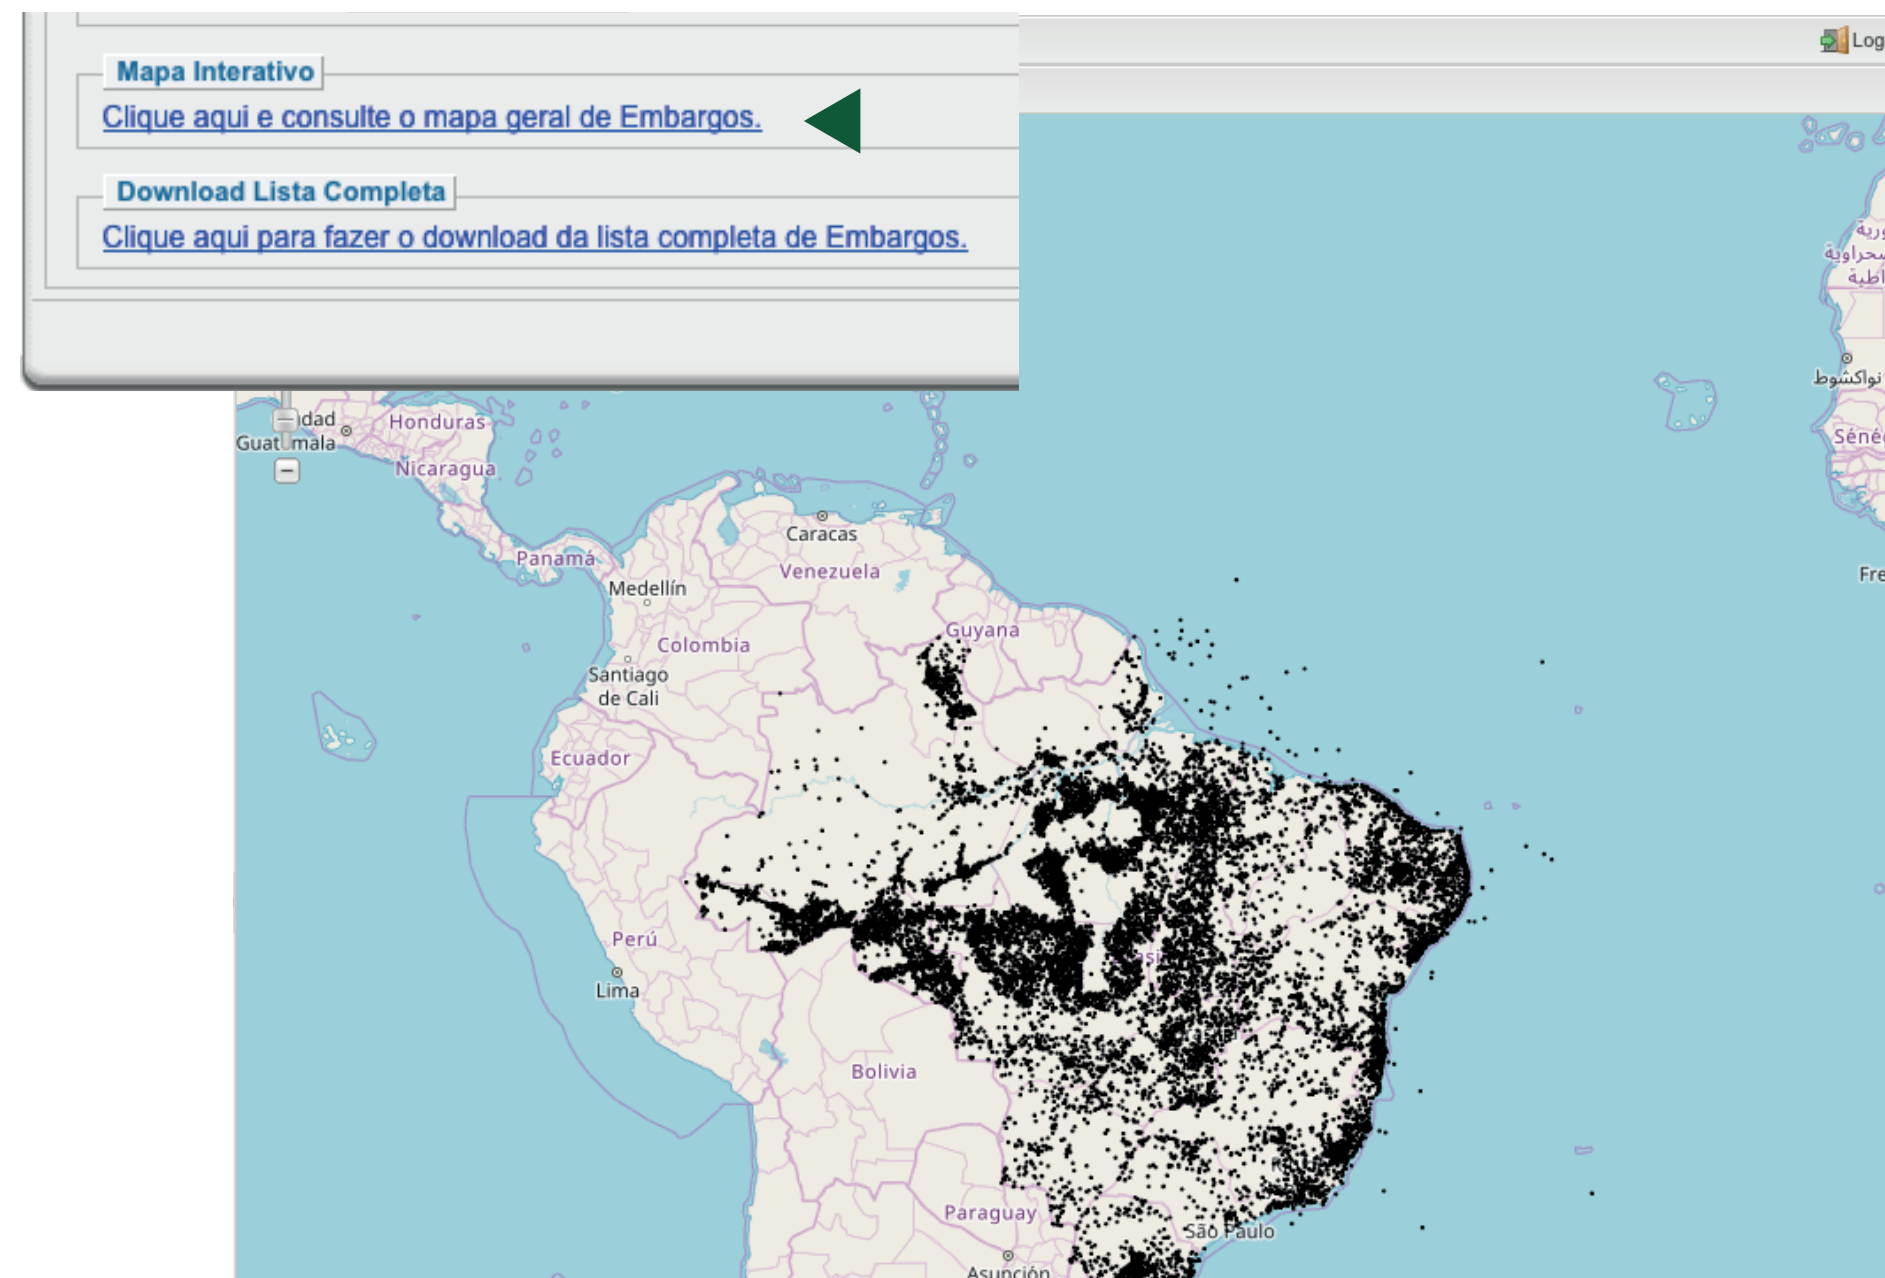 Mapa Interativo
Clique aqui e consulte o mapa geral de Embargos.
Download Lista Completa
Clique aqui para fazer o download da lista completa de Embargos.
Log
نواكشوط
Honduras
Nicaragua
Caracas
Panamá
Venezuela
Medellín
Guyana
Colombia
Santiago
de Cali
Ecuador
Perú
Lima
Bolivia
Paraguay
São Paulo
Asunción